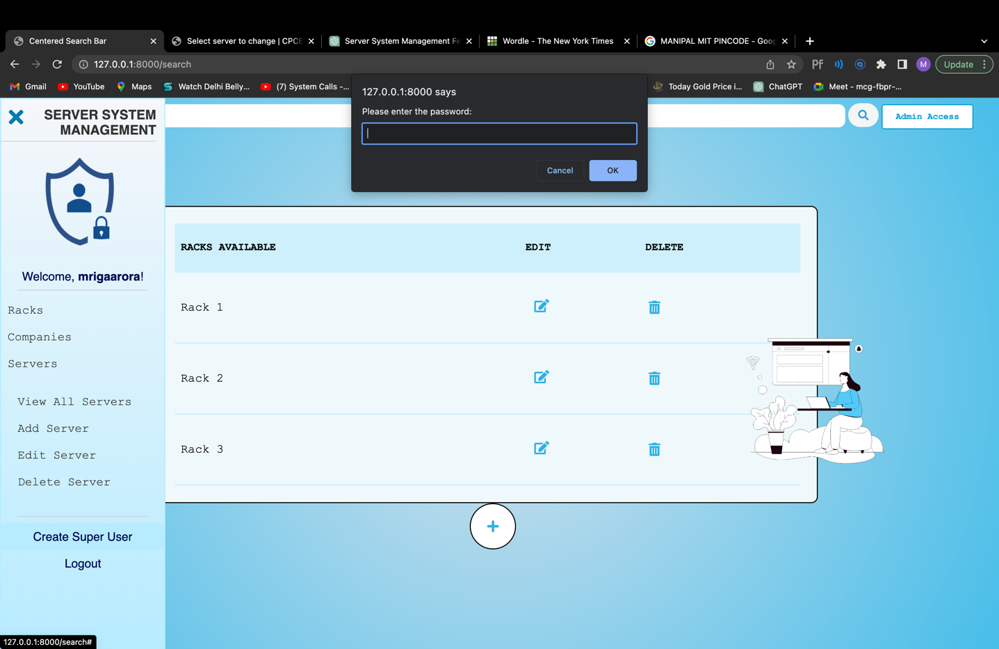 Centered Search Bar
Select server to change | CPCB
Server System Management Fe
Wordle - The New York Times
MANIPAL MIT PINCODE - Goog
127.0.0.1:8000/search
Pf
M
Update
Gmail
YouTube
Maps
Watch Delhi Belly...
(7) System Calls -...
Today Gold Price i...
ChatGPT
Meet - mcg-fbpr-...
127.0.0.1:8000 says
Please enter the password:
Cancel
OK
SERVER SYSTEM
MANAGEMENT
Admin Access
Welcome, mrigaarora!
Racks
Companies
Servers
View All Servers
Add Server
Edit Server
Delete Server
Create Super User
Logout
RACKS AVAILABLE
EDIT
DELETE
Rack 1
Rack 2
Rack 3
127.0.0.1:8000/search#